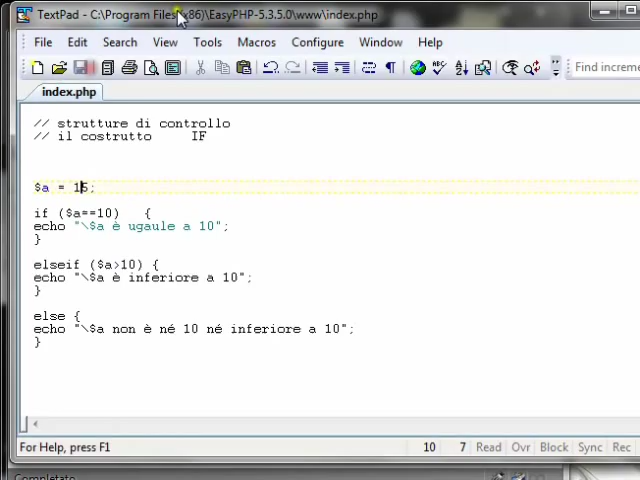 TextPad - C:\Program Files x86)\EasyPHP-5.3.5.0\www\index.php
File Edit Search View Tools Macros Configure Window Help
Find increme
index.php
// strutture di controllo
// il costrutto IF
$a = 15;
if ($a==10) {
echo "\$a è ugaule a 10";
}
elseif ($a>10) {
echo "\$a è inferiore a 10";
}
else {
echo "\$a non è né 10 né inferiore a 10";
}
For Help, press F1
10 7 Read Ovr Block Sync Rec
Completato